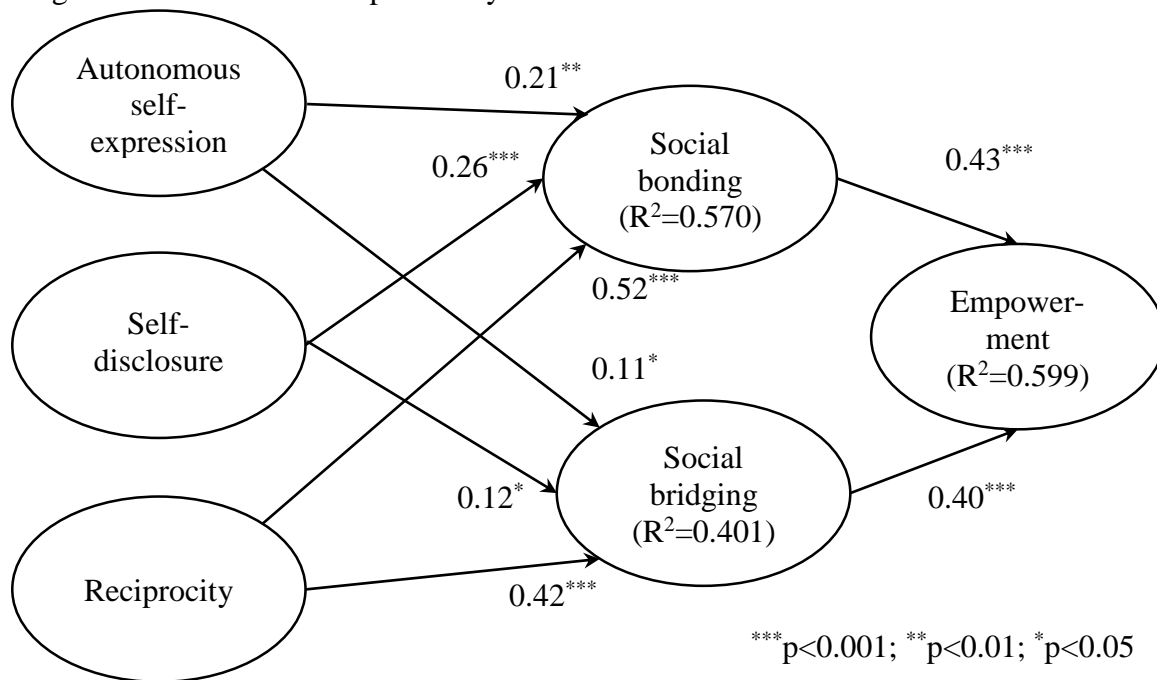 Autonomous
self-
expression
0.21**
Social
bonding
(R²=0.570)
0.26***
0.43***
Self-
disclosure
0.52***
Empower-
ment
(R²=0.599)
0.11*
Social
bridging
(R²=0.401)
0.12*
0.40***
Reciprocity
0.42***
***p<0.001; **p<0.01; *p<0.05